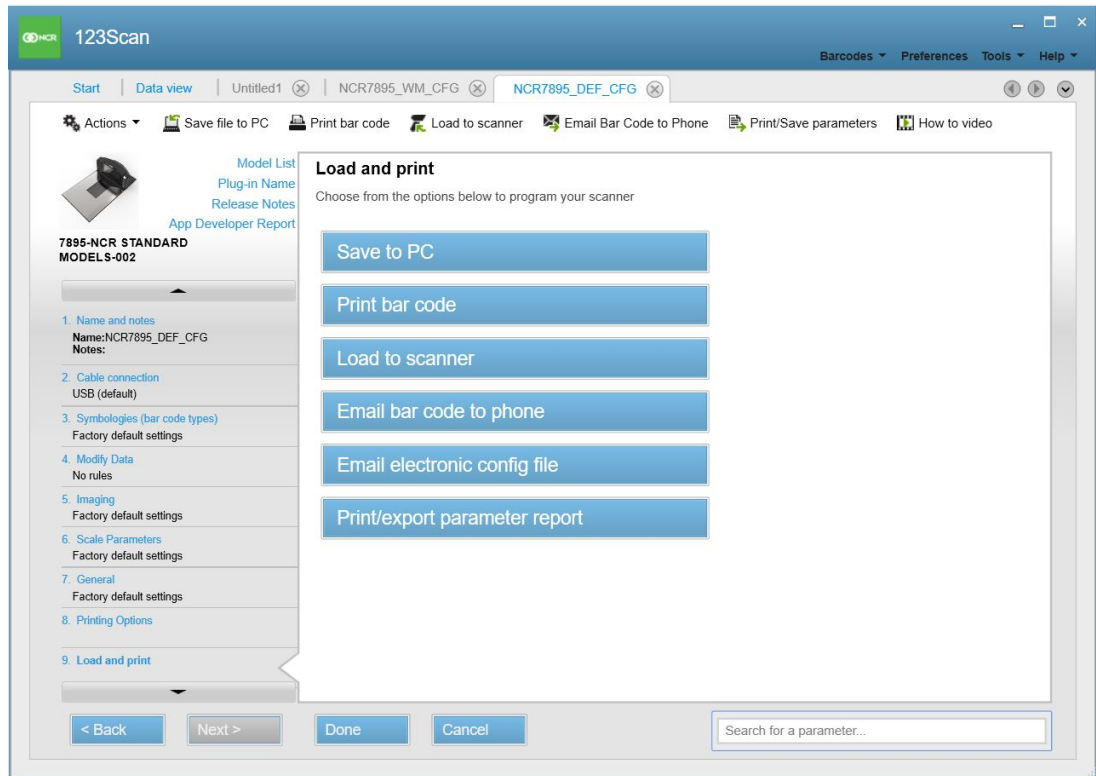 NCR 123Scan
Barcodes Preferences Tools Help
Start Data view Untitled1 NCR7895_WM_CFG NCR7895_DEF_CFG
Actions Save file to PC Print bar code Load to scanner Email Bar Code to Phone Print/Save parameters How to video
Model List
Plug-in Name
Release Notes
App Developer Report
7895-NCR STANDARD
MODELS-002
1. Name and notes
Name:NCR7895_DEF_CFG
Notes:
2. Cable connection
USB (default)
3. Symbologies (bar code types)
Factory default settings
4. Modify Data
No rules
5. Imaging
Factory default settings
6. Scale Parameters
Factory default settings
7. General
Factory default settings
8. Printing Options
9. Load and print
Load and print
Choose from the options below to program your scanner
Save to PC
Print bar code
Load to scanner
Email bar code to phone
Email electronic config file
Print/export parameter report
< Back Next > Done Cancel Search for a parameter...